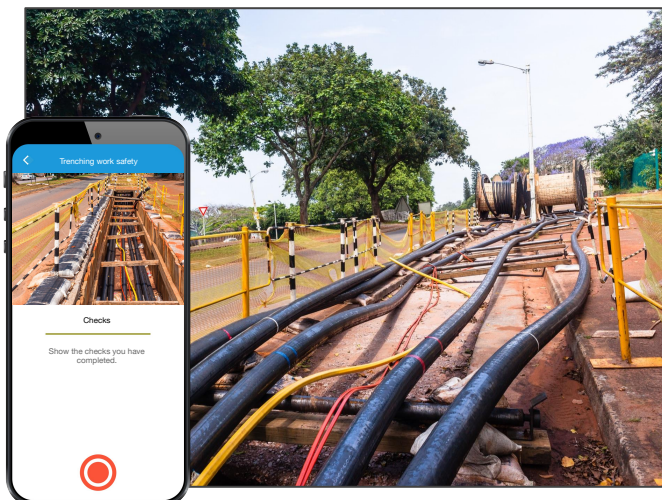 Trenching work safety
Checks
Show the checks you have
completed.